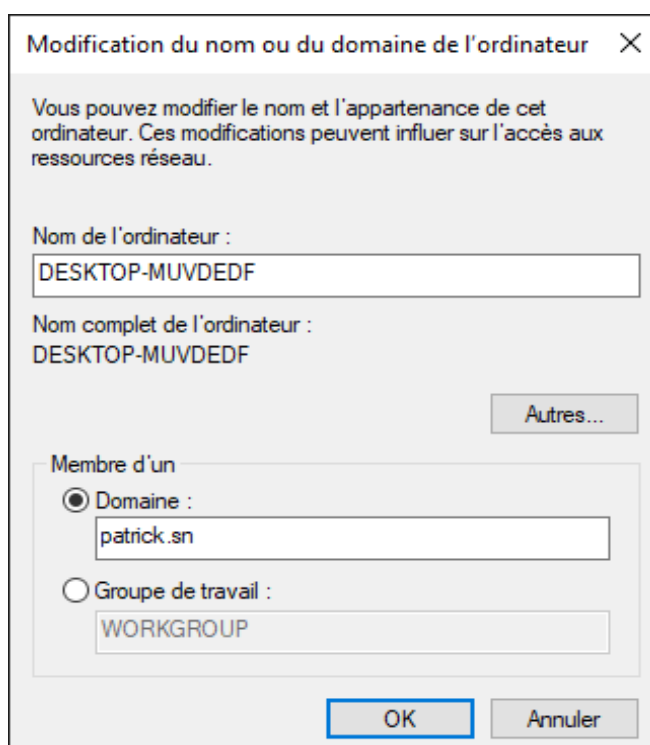 Modification du nom ou du domaine de l'ordinateur
Vous pouvez modifier le nom et l'appartenance de cet
ordinateur. Ces modifications peuvent influer sur l'accès aux
ressources réseau.
Nom de l'ordinateur :
DESKTOP-MUVDEDF
Nom complet de l'ordinateur :
DESKTOP-MUVDEDF
Autres...
Membre d'un
Domaine :
patrick.sn
Groupe de travail :
WORKGROUP
OK
Annuler